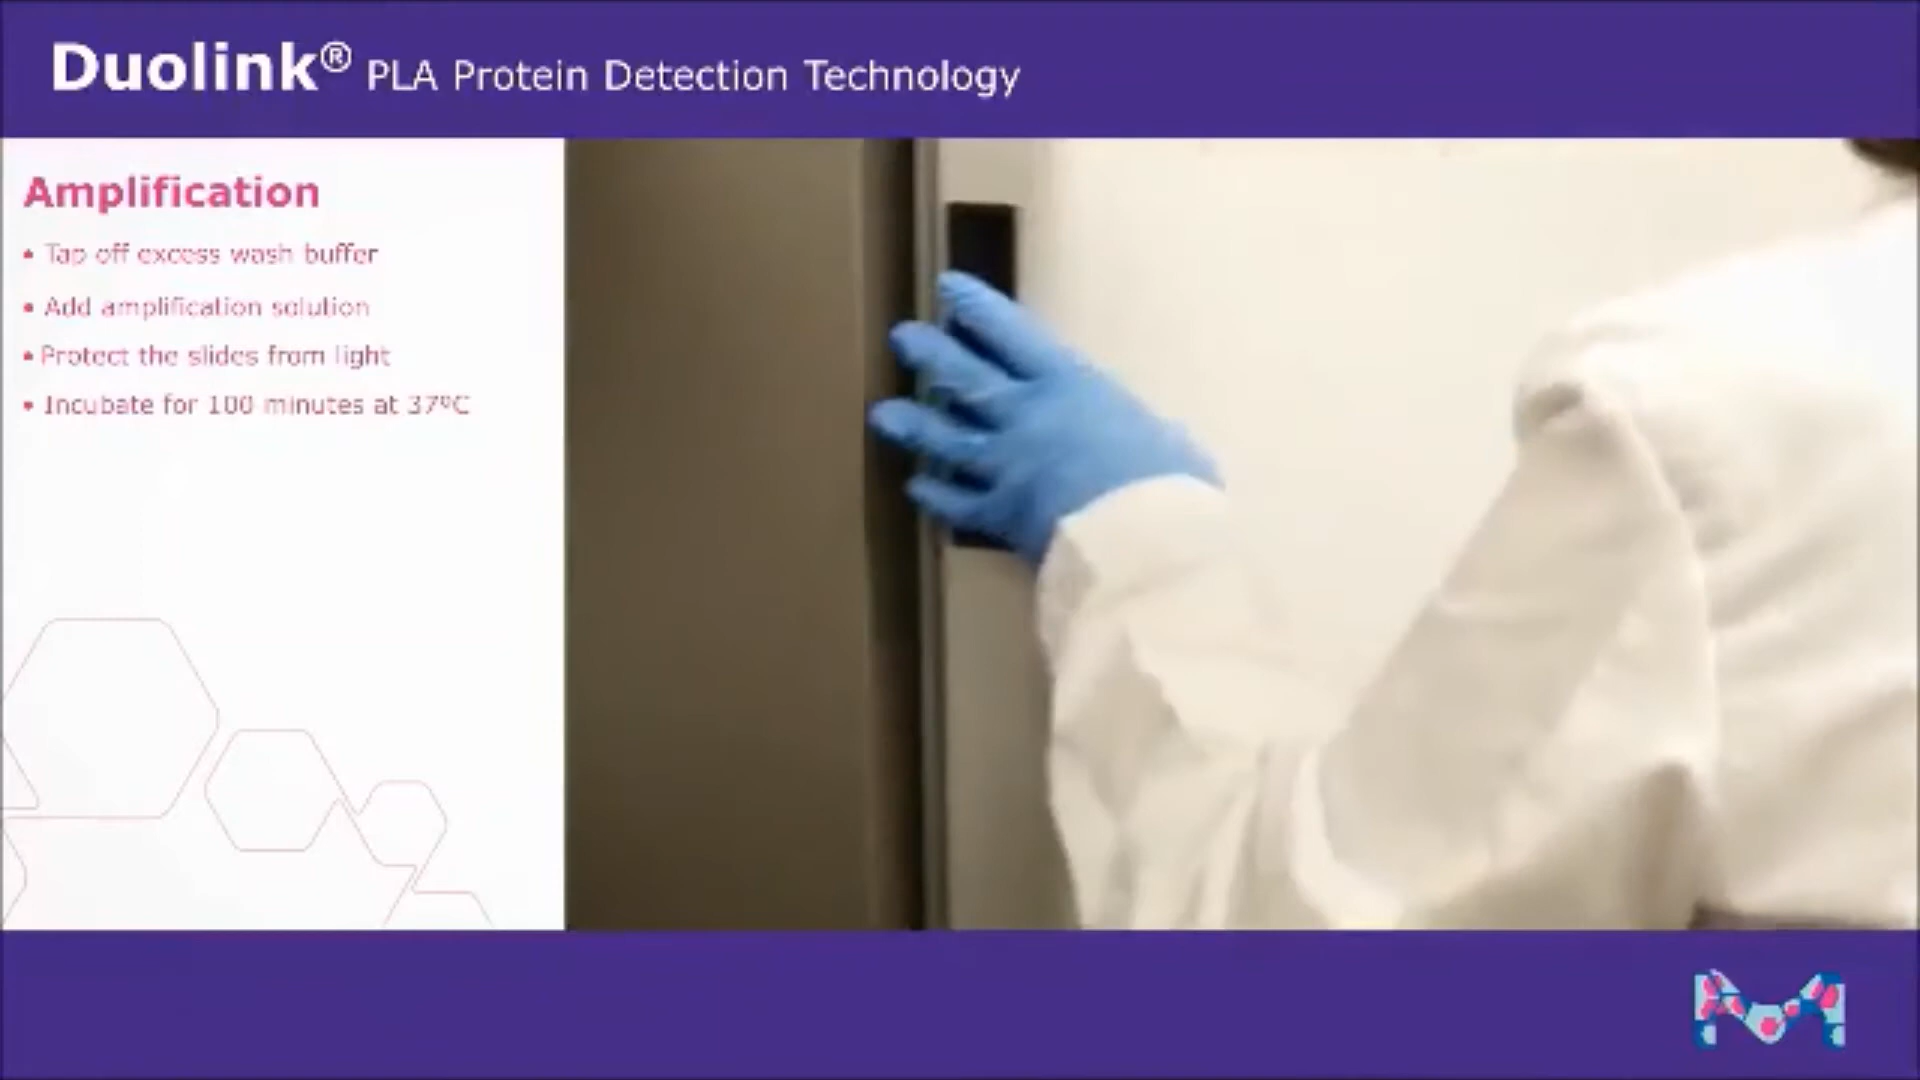 Duolink® PLA Protein Detection Technology
Amplification
• Tap off excess wash buffer
• Add amplification solution
• Protect the slides from light
• Incubate for 100 minutes at 37ºC